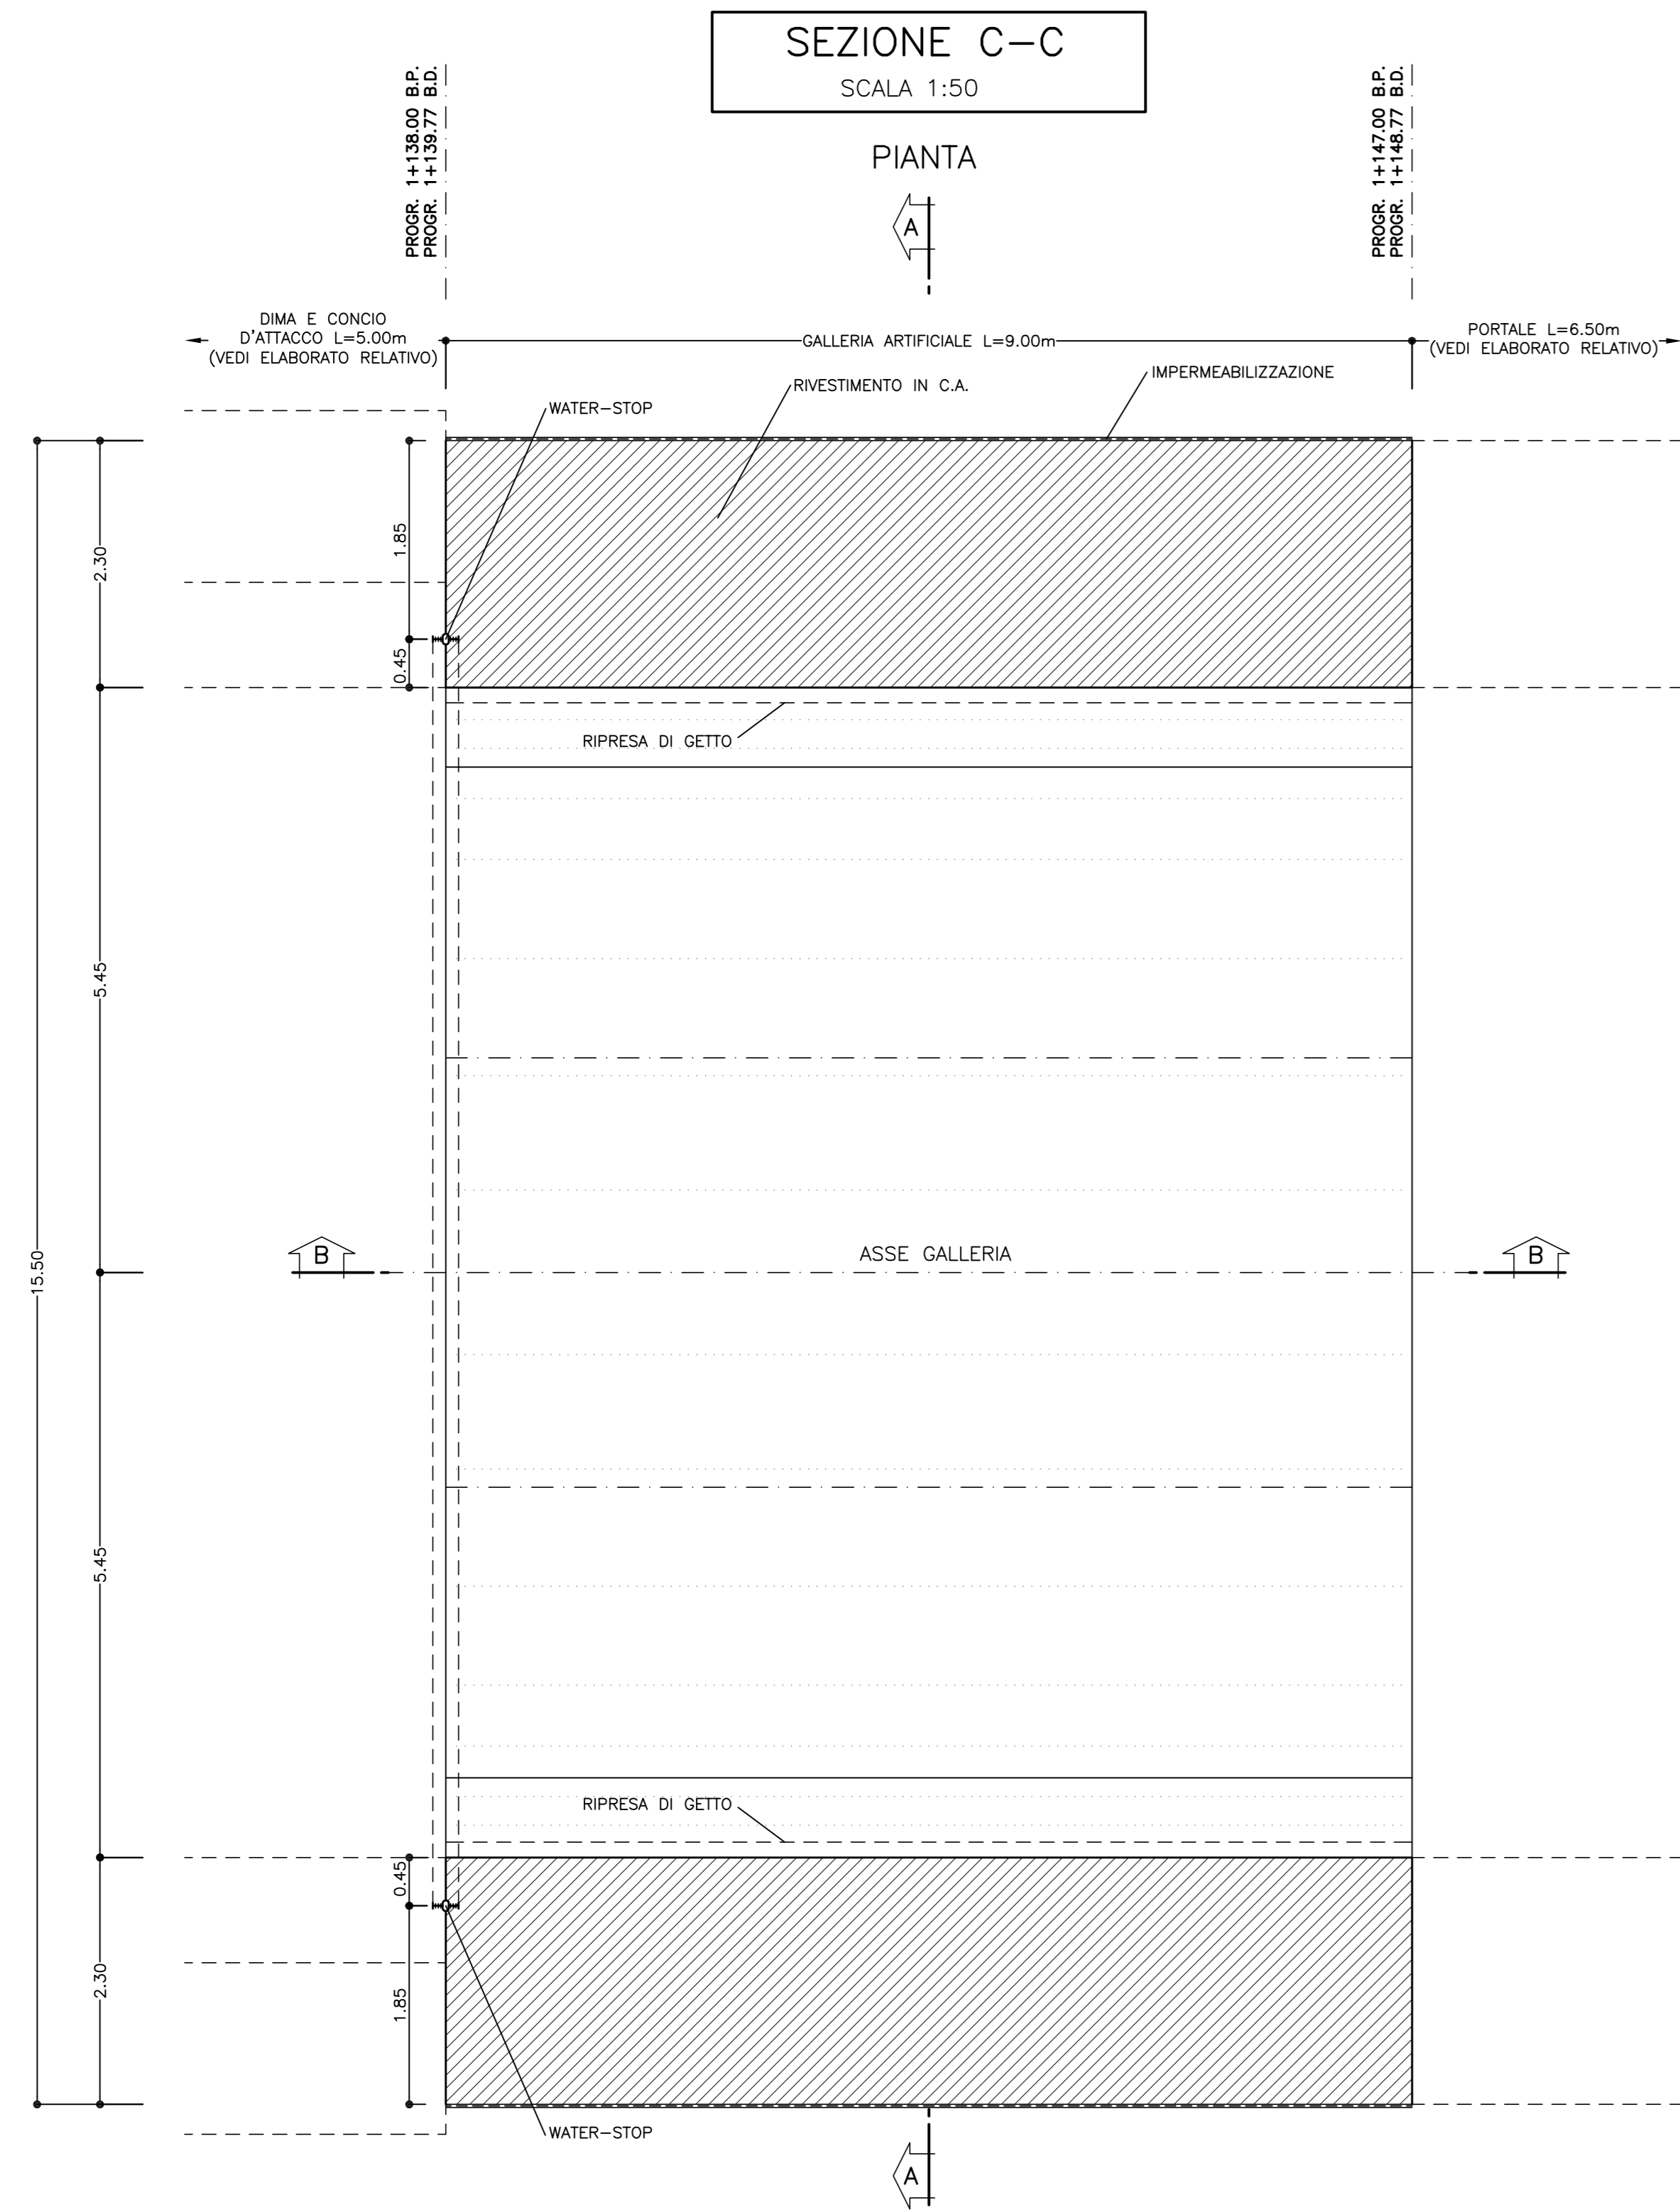 SEZIONE C-C
SCALA 1:50
PIANTA
PROGR. 1+138.00 B.P.
PROGR. 1+139.77 B.D.
PROGR. 1+147.00 B.P.
PROGR. 1+148.77 B.D.
A
DIMA E CONCIO
D'ATTACCO L=5.00m
(VEDI ELABORATO RELATIVO)
GALLERIA ARTIFICIALE L=9.00m
PORTALE L=6.50m
(VEDI ELABORATO RELATIVO)
IMPERMEABILIZZAZIONE
RIVESTIMENTO IN C.A.
WATER-STOP
2.30
1.85
0.45
RIPRESA DI GETTO
5.45
15.50
B
ASSE GALLERIA
B
5.45
RIPRESA DI GETTO
0.45
2.30
1.85
WATER-STOP
A